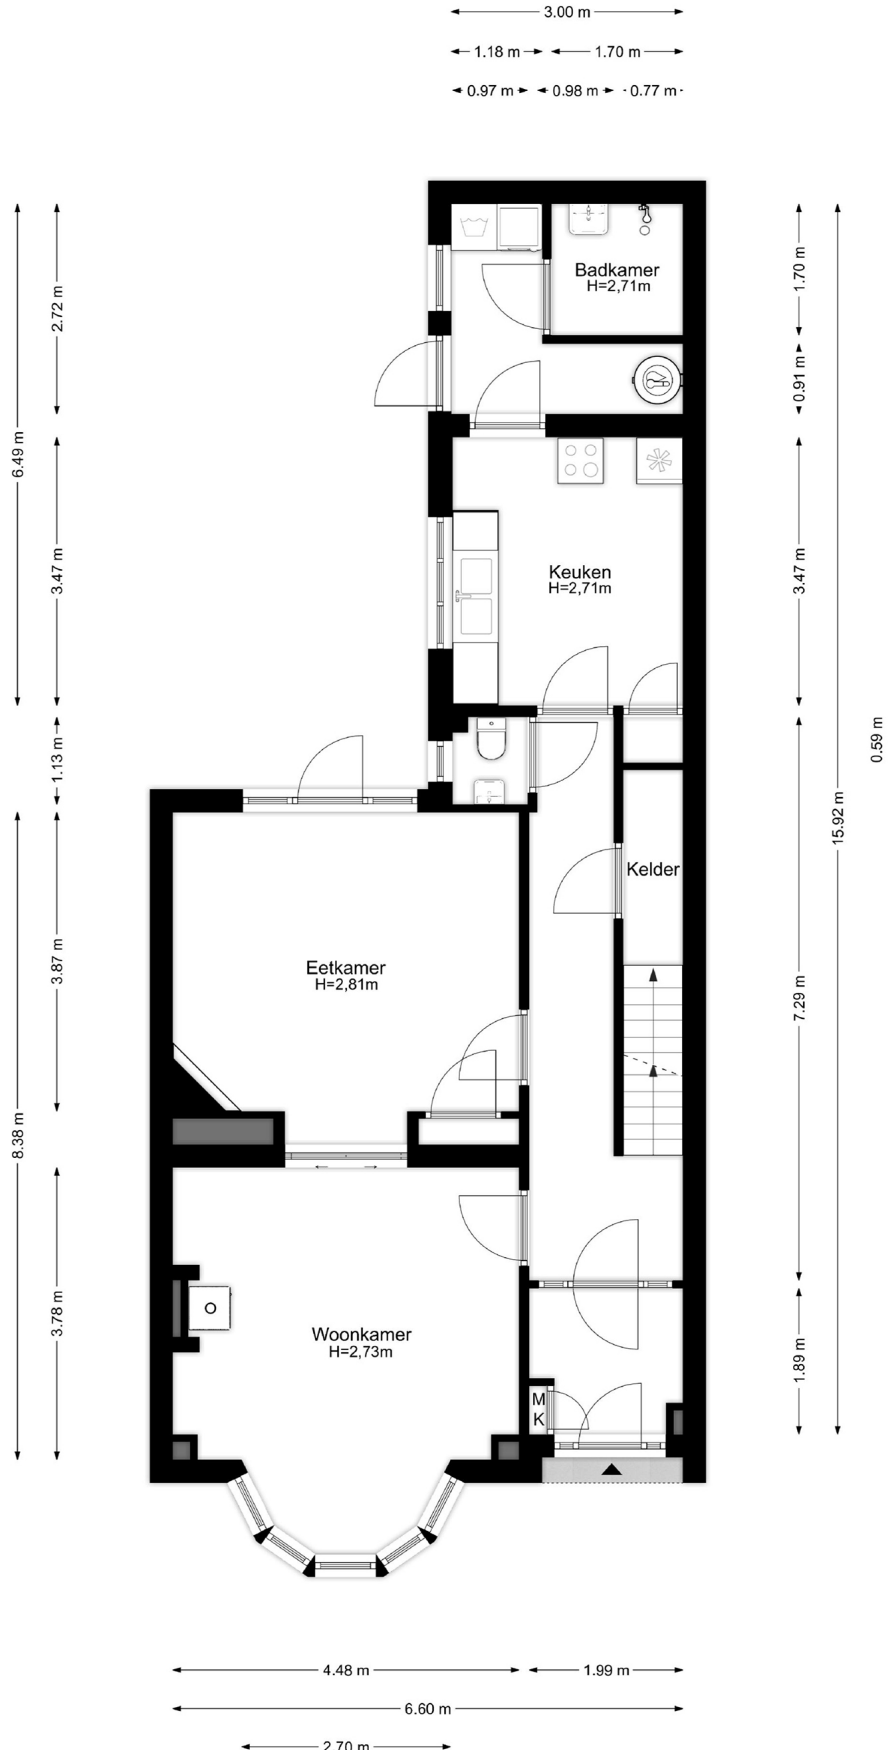 3.00 m
1.18 m
1.70 m
0.97 m
0.98 m
0.77 m
Badkamer
H=2,71m
2.72 m
1.70 m
0.91 m
6.49 m
3.47 m
Keuken
H=2,71m
3.47 m
1.13 m
0.59 m
15.92 m
Kelder
3.87 m
Eetkamer
H=2,81m
7.29 m
8.38 m
3.78 m
Woonkamer
H=2,73m
1.89 m
M
K
4.48 m
1.99 m
6.60 m
2.70 m